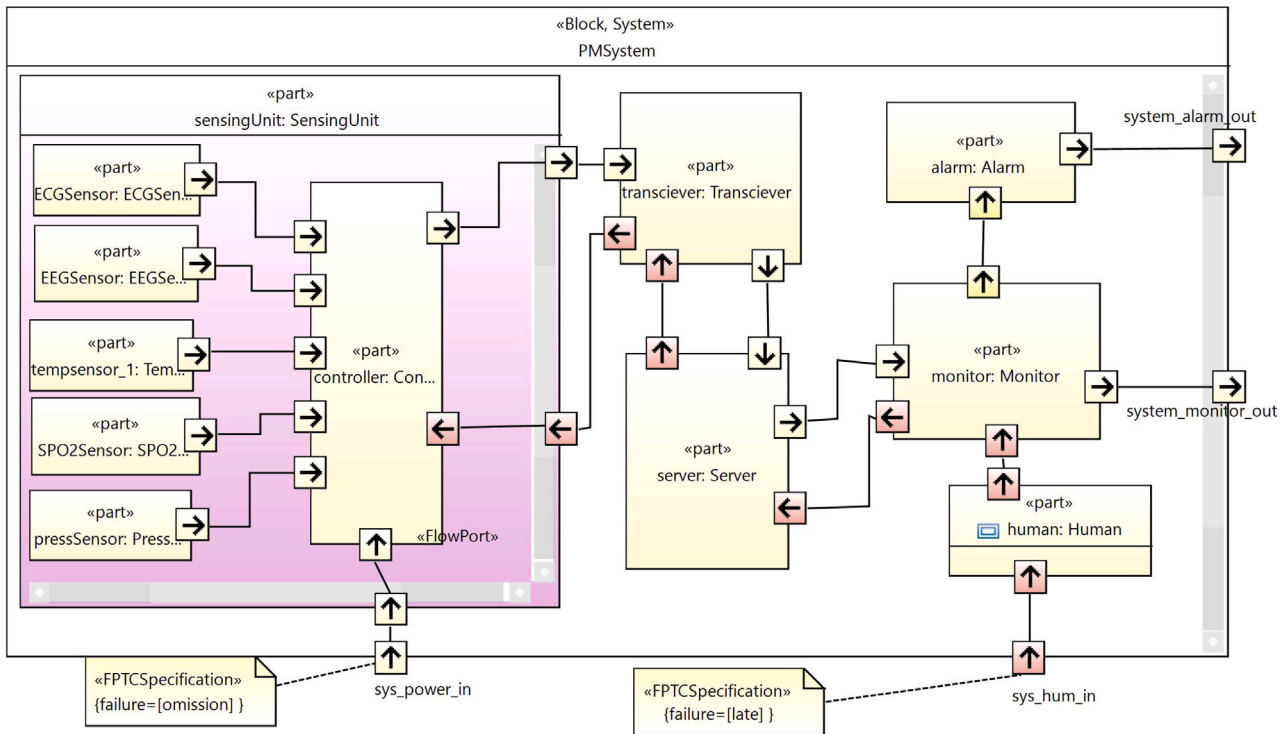 «Block, System»
PMSystem
«part»
sensingUnit: SensingUnit
«part»
ECGSensor: ECGSen...
«part»
EEGSensor: EEGSe...
«part»
tempsensor_1: Tem...
«part»
SPO2Sensor: SPO2...
«part»
pressSensor: Press...
«part»
controller: Con...
«FlowPort»
«part»
transciever: Transciever
«part»
server: Server
«part»
alarm: Alarm
«part»
monitor: Monitor
«part»
human: Human
system_alarm_out
system_monitor_out
«FPTCSpecification»
{failure=[omission] }
sys_power_in
«FPTCSpecification»
{failure=[late] }
sys_hum_in